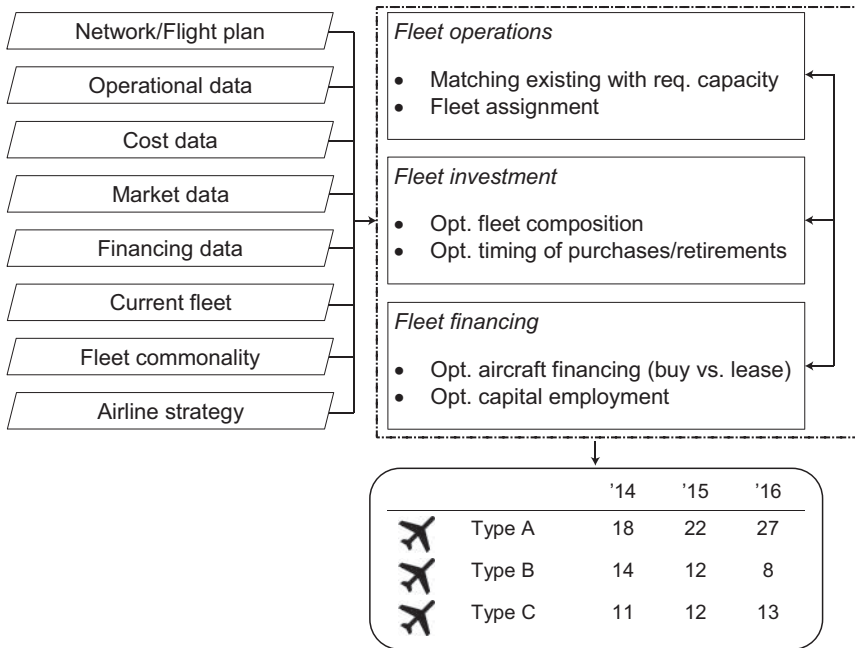 Network/Flight plan
Operational data
Cost data
Market data
Financing data
Current fleet
Fleet commonality
Airline strategy
Fleet operations
• Matching existing with req. capacity
• Fleet assignment
Fleet investment
• Opt. fleet composition
• Opt. timing of purchases/retirements
Fleet financing
• Opt. aircraft financing (buy vs. lease)
• Opt. capital employment
’14 ’15 ’16
Type A 18 22 27
Type B 14 12 8
Type C 11 12 13